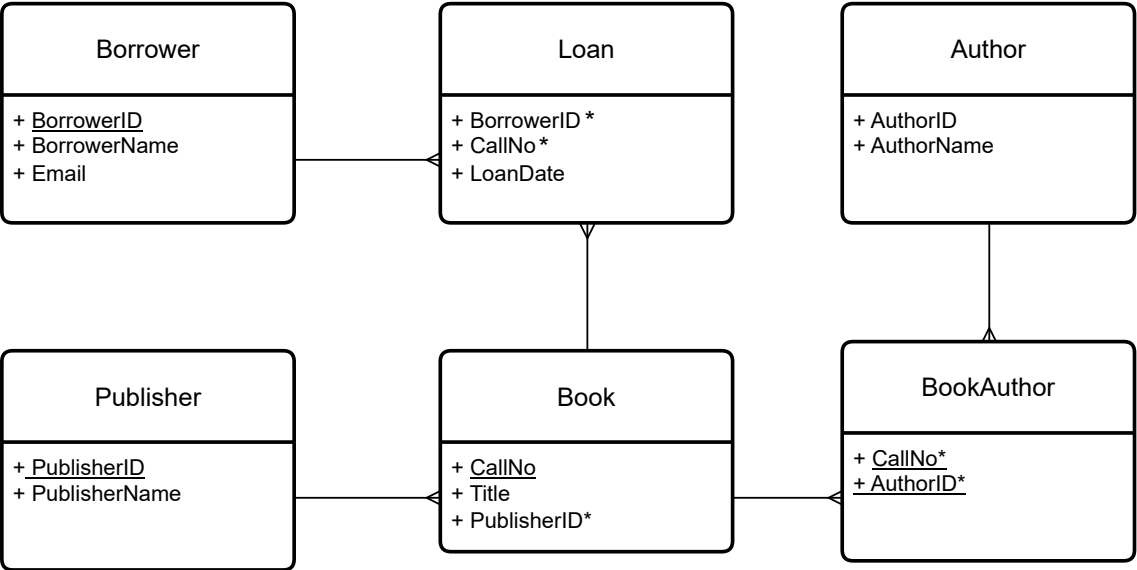 Borrower
+ BorrowerID
+ BorrowerName
+ Email
Loan
+ BorrowerID *
+ CallNo *
+ LoanDate
Author
+ AuthorID
+ AuthorName
Publisher
+ PublisherID
+ PublisherName
Book
+ CallNo
+ Title
+ PublisherID*
BookAuthor
+ CallNo*
+ AuthorID*